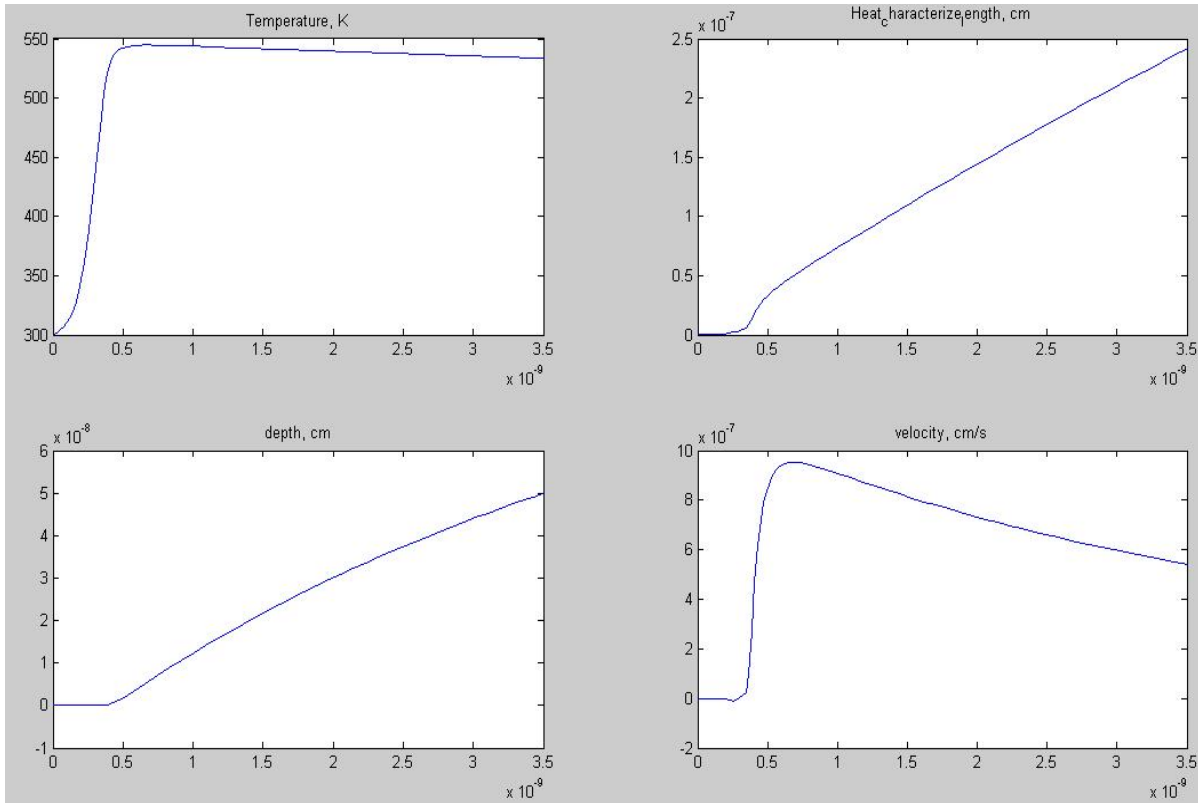 Temperature, K
550
500
450
400
350
300
0 0.5 1 1.5 2 2.5 3 3.5
x 10^-9
Heat_characterize_length, cm
x 10^-7
2.5
2
1.5
1
0.5
0
0 0.5 1 1.5 2 2.5 3 3.5
x 10^-9
depth, cm
x 10^-8
6
5
4
3
2
1
0
-1
0 0.5 1 1.5 2 2.5 3 3.5
x 10^-9
velocity, cm/s
x 10^-7
10
8
6
4
2
0
-2
0 0.5 1 1.5 2 2.5 3 3.5
x 10^-9